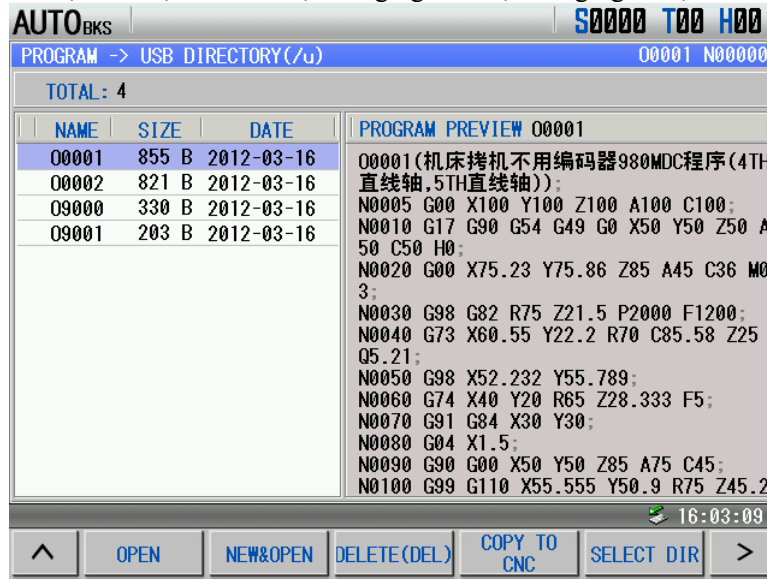 AUTO BKS S0000 T00 H00
PROGRAM -> USB DIRECTORY(/u) O0001 N00000
TOTAL: 4
NAME SIZE DATE
O0001 855 B 2012-03-16
O0002 821 B 2012-03-16
O9000 330 B 2012-03-16
O9001 203 B 2012-03-16
PROGRAM PREVIEW O0001
O0001(机床拷机不用编码器980MDC程序(4TH
直线轴,5TH直线轴));
N0005 G00 X100 Y100 Z100 A100 C100;
N0010 G17 G90 G54 G49 G0 X50 Y50 Z50 A
50 C50 H0;
N0020 G00 X75.23 Y75.86 Z85 A45 C36 M0
3;
N0030 G98 G82 R75 Z21.5 P2000 F1200;
N0040 G73 X60.55 Y22.2 R70 C85.58 Z25
Q5.21;
N0050 G98 X52.232 Y55.789;
N0060 G74 X40 Y20 R65 Z28.333 F5;
N0070 G91 G84 X30 Y30;
N0080 G04 X1.5;
N0090 G90 G00 X50 Y50 Z85 A75 C45;
N0100 G99 G110 X55.555 Y50.9 R75 Z45.2
16:03:09
OPEN
NEW&OPEN
DELETE(DEL)
COPY TO
CNC
SELECT DIR
>